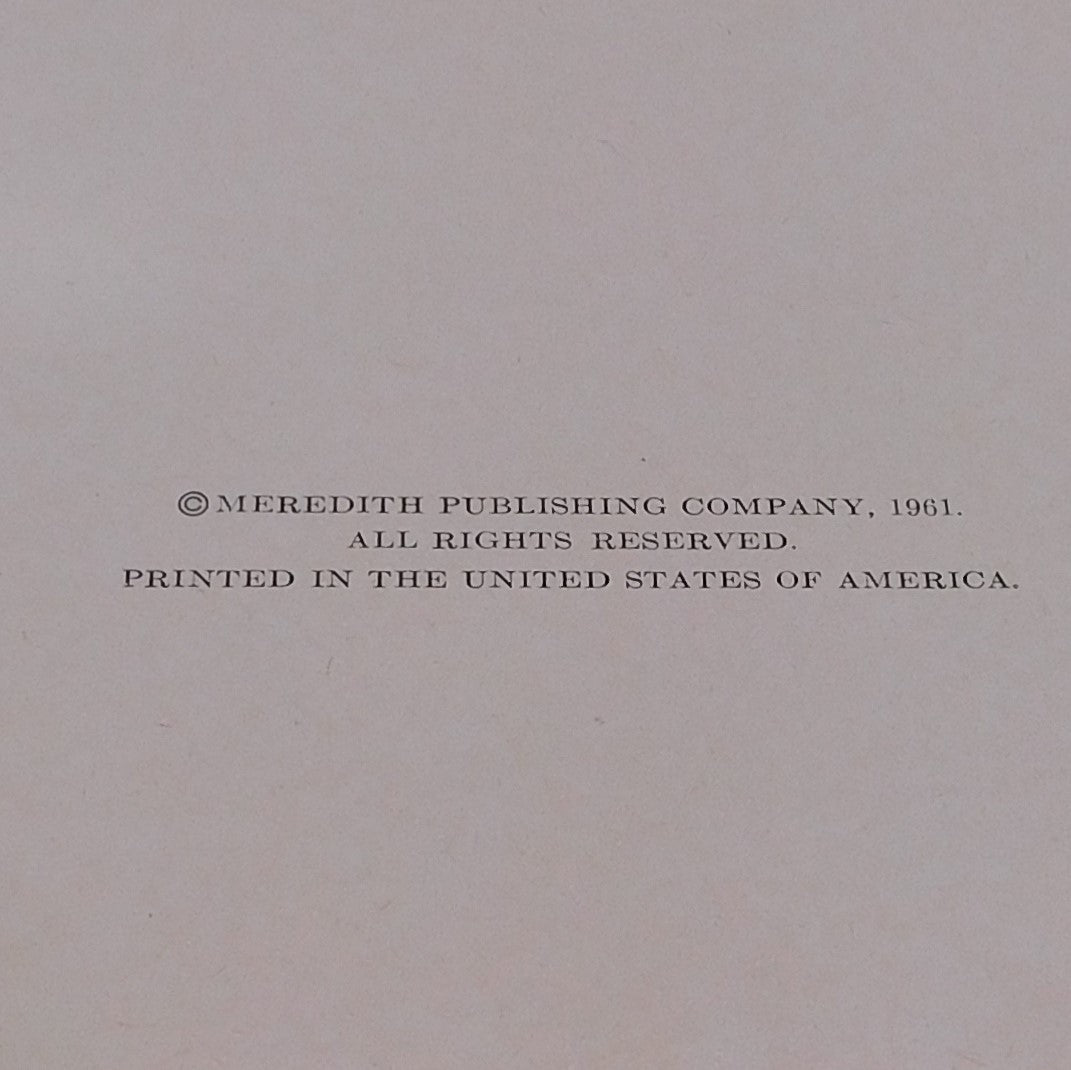 ©MEREDITH PUBLISHING COMPANY, 1961.
ALL RIGHTS RESERVED.
PRINTED IN THE UNITED STATES OF AMERICA.